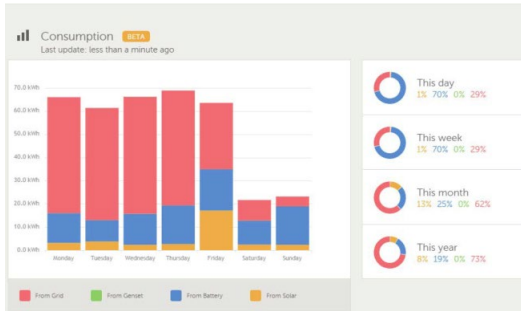 Consumption BETA
Last update: less than a minute ago
70.0 kWh
60.0 kWh
50.0 kWh
40.0 kWh
30.0 kWh
20.0 kWh
10.0 kWh
0.0 kWh
Monday Tuesday Wednesday Thursday Friday Saturday Sunday
From Grid From Genset From Battery From Solar
This day
1% 70% 0% 29%
This week
1% 70% 0% 29%
This month
13% 25% 0% 62%
This year
8% 19% 0% 73%